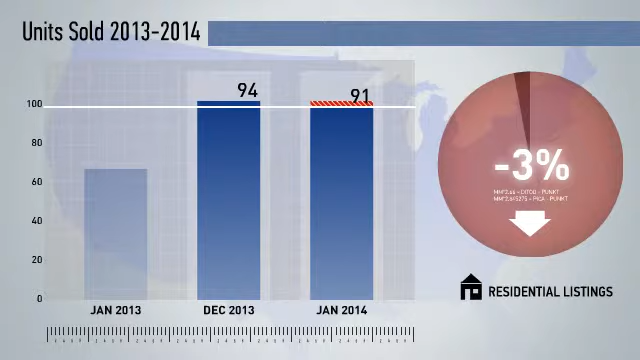 Units Sold 2013-2014
94
91
100
80
60
40
20
0
-3%
JAN 2013
DEC 2013
JAN 2014
RESIDENTIAL LISTINGS